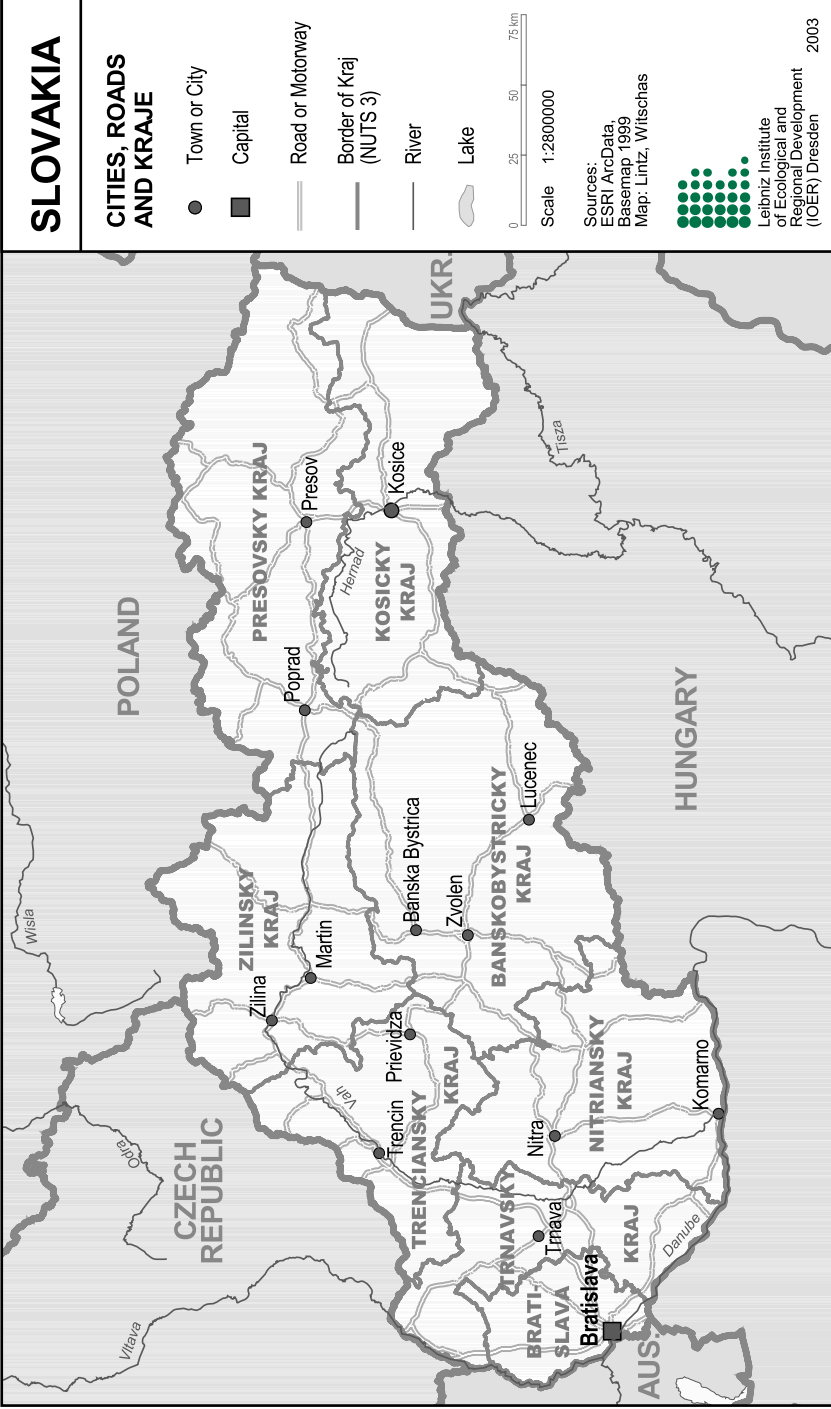 SLOVAKIA
CITIES, ROADS
AND KRAJE
Town or City
Capital
Road or Motorway
Border of Kraj
(NUTS 3)
River
Lake
0 25 50 75 km
Scale 1:2800000
Sources:
ESRI ArcData,
Basemap 1999
Map: Lintz, Witschas
Leibniz Institute
of Ecological and
Regional Development
(IOER) Dresden 2003
POLAND
CZECH
REPUBLIC
HUNGARY
UKR.
AUS.
Wisla
Odra
Vltava
Vah
Hernad
Tisza
Danube
ZILINSKY
KRAJ
PRESOVSKY KRAJ
KOSICKY
KRAJ
TRENCIANSKY
KRAJ
BANSKOBYSTRICKY
KRAJ
NITRIANSKY
KRAJ
TRNAVSKY
KRAJ
BRATI-
SLAVA
Zilina
Martin
Poprad
Presov
Kosice
Trencin
Prievidza
Banska Bystrica
Zvolen
Lucenec
Nitra
Trnava
Bratislava
Komarno